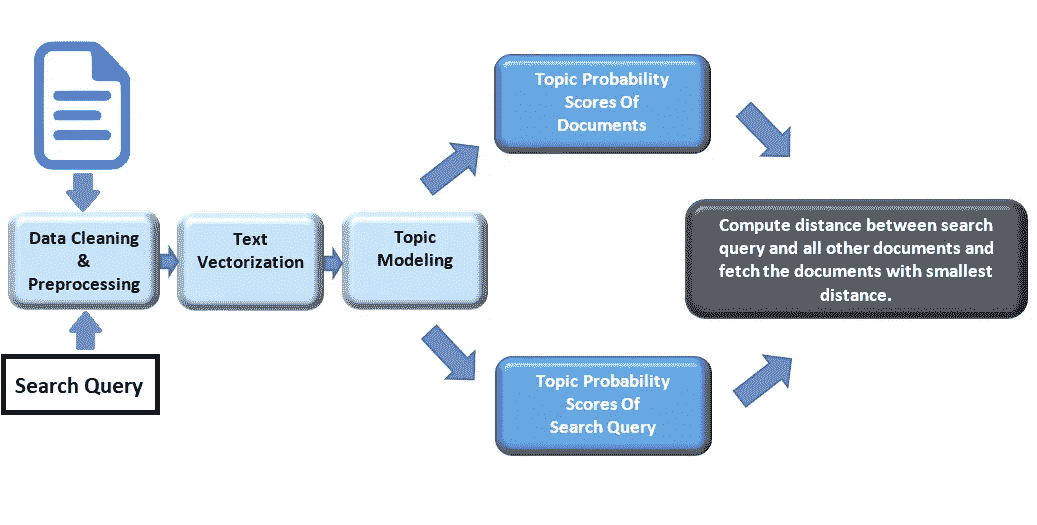 Topic Probability
Scores Of
Documents
Data Cleaning
&
Preprocessing
Text
Vectorization
Topic
Modeling
Compute distance between search
query and all other documents and
fetch the documents with smallest
distance.
Search Query
Topic Probability
Scores Of
Search Query